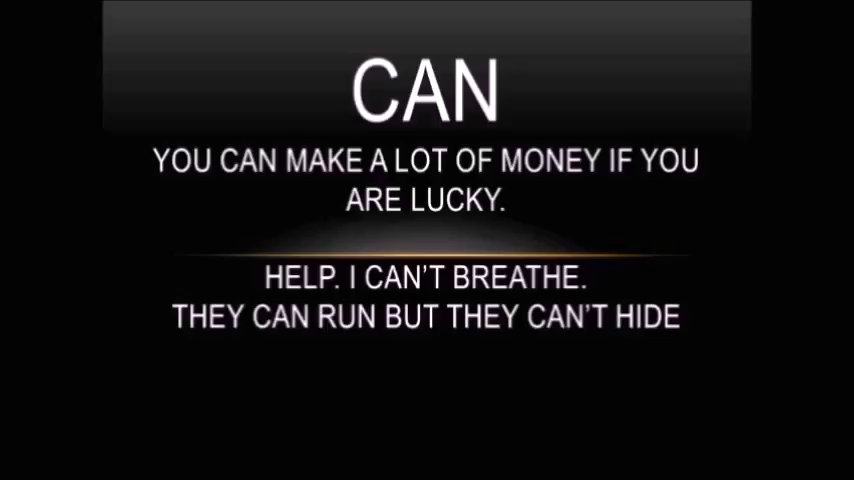 CAN
YOU CAN MAKE A LOT OF MONEY IF YOU
ARE LUCKY.
HELP. I CAN'T BREATHE.
THEY CAN RUN BUT THEY CAN'T HIDE